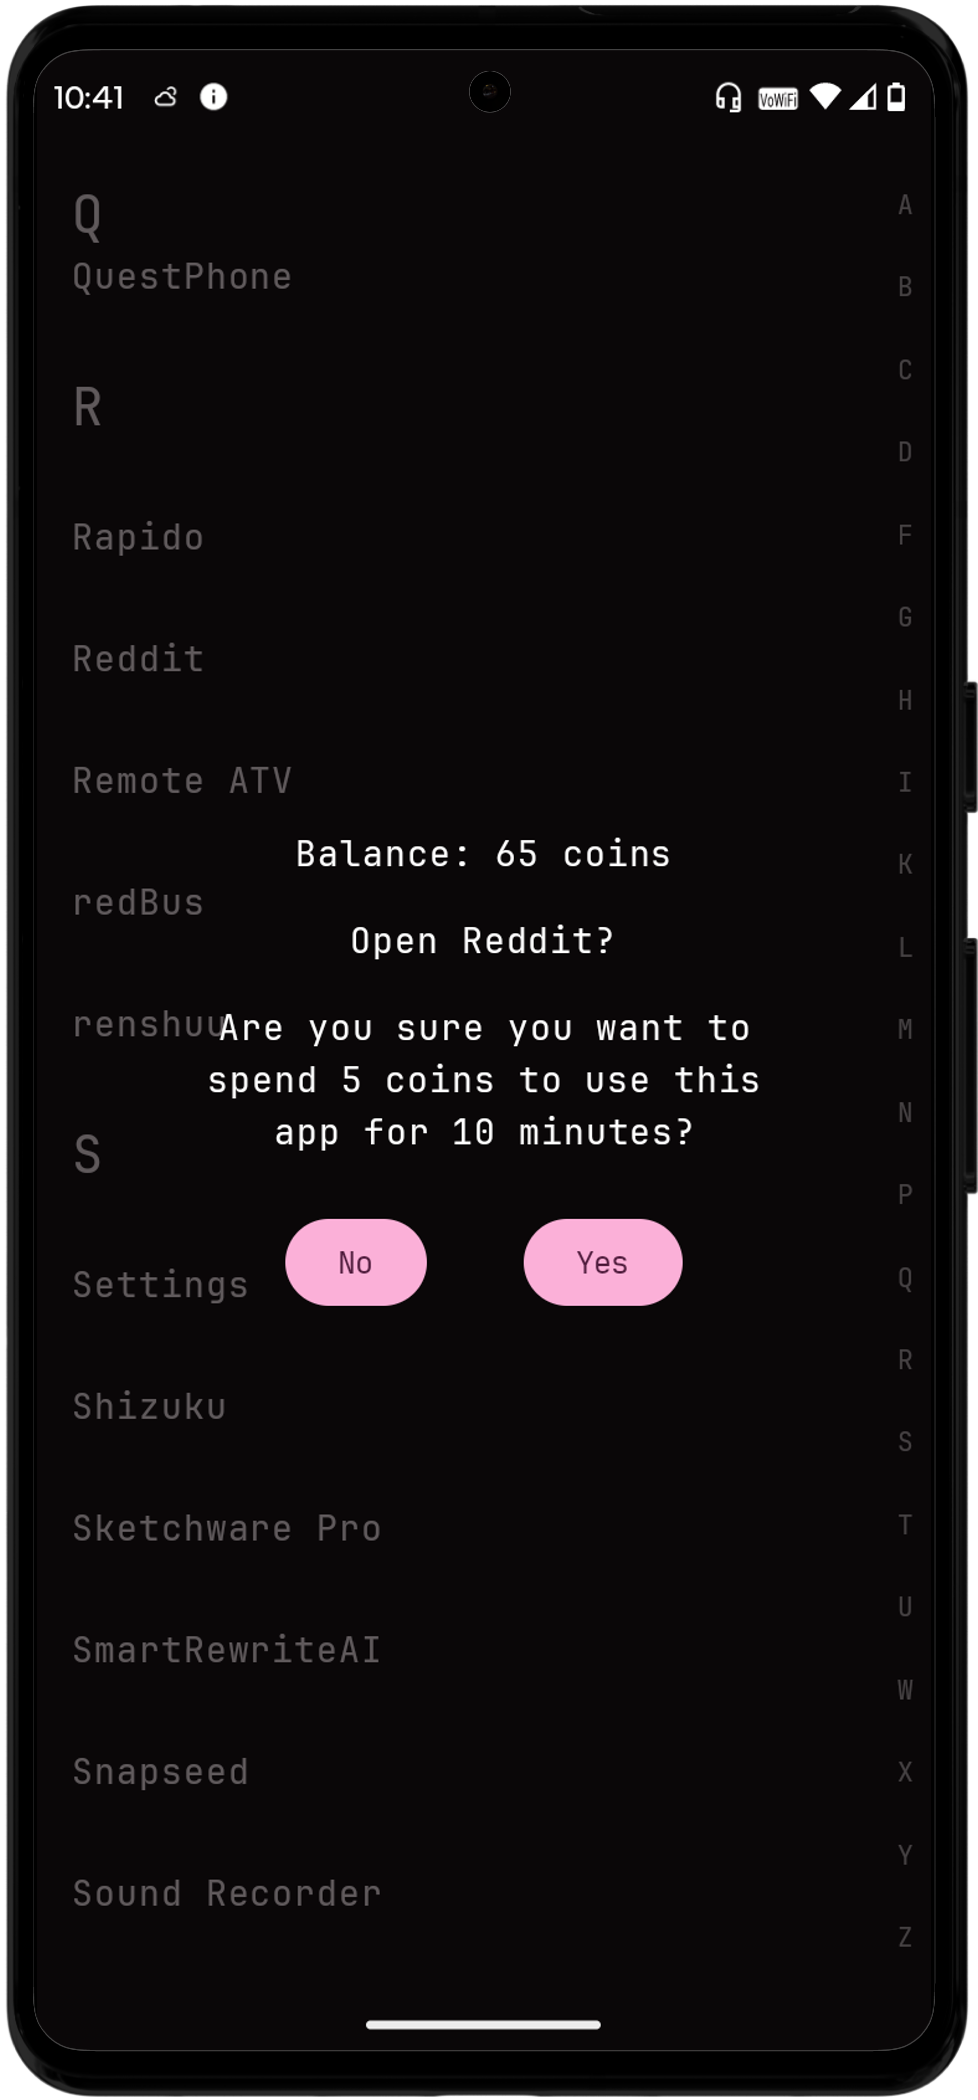 10:41
VoWiFi
Q
QuestPhone
R
Rapido
Reddit
Remote ATV
Balance: 65 coins
redBus
Open Reddit?
renshuu
Are you sure you want to
spend 5 coins to use this
app for 10 minutes?
S
No
Yes
Settings
Shizuku
Sketchware Pro
SmartRewriteAI
Snapseed
Sound Recorder
A
B
C
D
F
G
H
I
K
L
M
N
P
Q
R
S
T
U
W
X
Y
Z